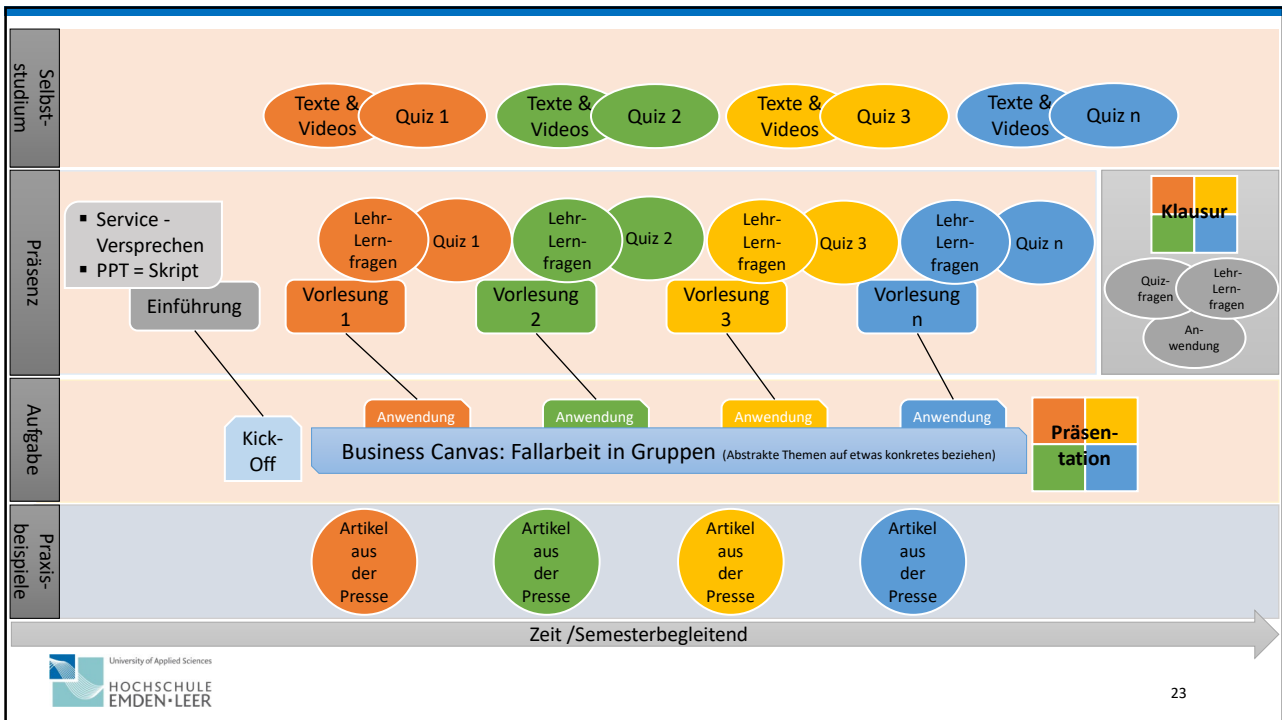 Selbst-
studium
Texte &
Videos
Quiz 1
Texte &
Videos
Quiz 2
Texte &
Videos
Quiz 3
Texte &
Videos
Quiz n
Präsenz
▪ Service -
Versprechen
▪ PPT = Skript
Einführung
Lehr-
Lern-
fragen
Quiz 1
Vorlesung
1
Lehr-
Lern-
fragen
Quiz 2
Vorlesung
2
Lehr-
Lern-
fragen
Quiz 3
Vorlesung
3
Lehr-
Lern-
fragen
Quiz n
Vorlesung
n
Klausur
Quiz-
fragen
Lehr-
Lern-
fragen
An-
wendung
Aufgabe
Kick-
Off
Anwendung
Anwendung
Anwendung
Anwendung
Business Canvas: Fallarbeit in Gruppen (Abstrakte Themen auf etwas konkretes beziehen)
Präsen-
tation
Praxis-
beispiele
Artikel
aus
der
Presse
Artikel
aus
der
Presse
Artikel
aus
der
Presse
Artikel
aus
der
Presse
Zeit /Semesterbegleitend
University of Applied Sciences
HOCHSCHULE
EMDEN•LEER
23